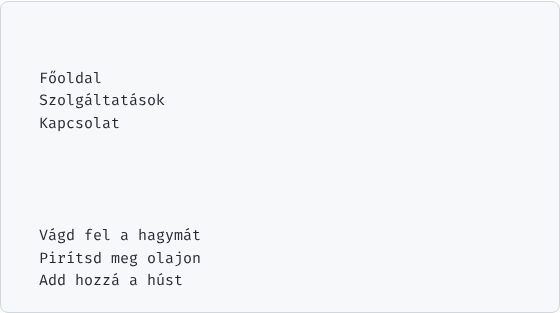 Főoldal
Szolgáltatások
Kapcsolat
Vágd fel a hagymát
Pirítsd meg olajon
Add hozzá a húst